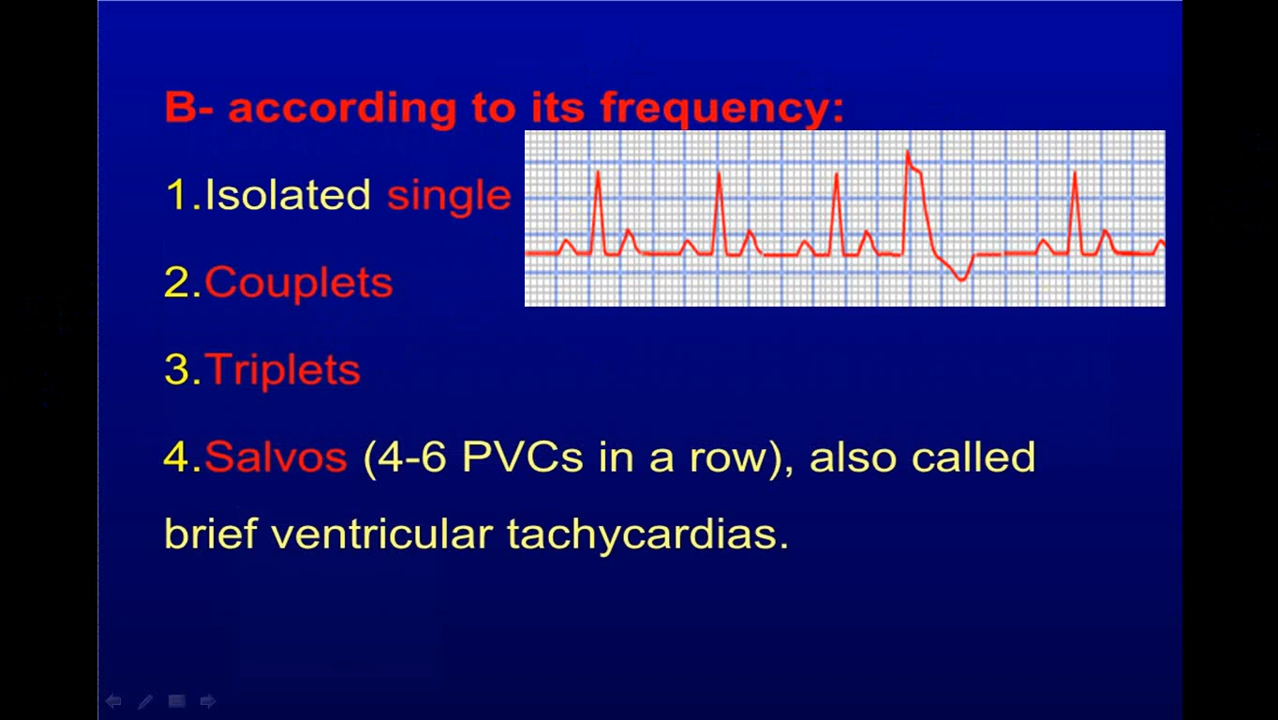 B- according to its frequency:
1.Isolated single
2.Couplets
3.Triplets
4.Salvos (4-6 PVCs in a row), also called
brief ventricular tachycardias.